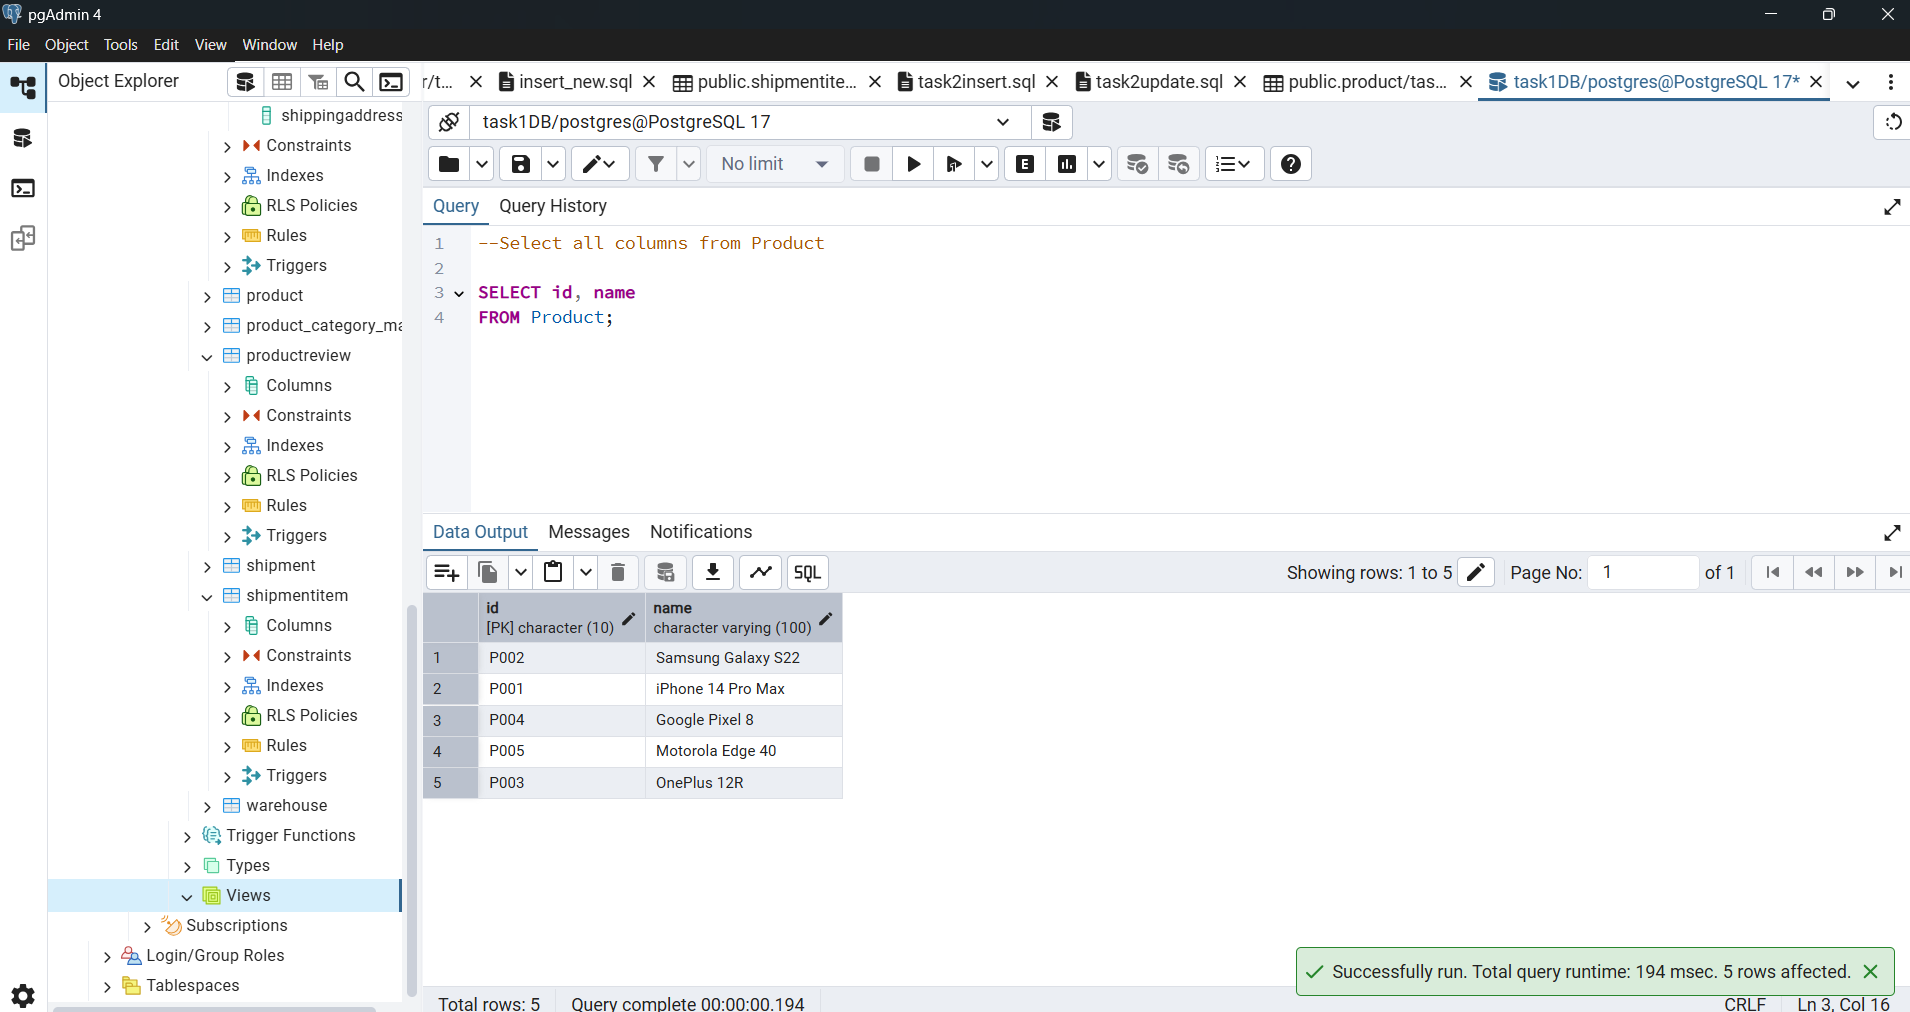 pgAdmin 4
File Object Tools Edit View Window Help
Object Explorer
r/t... insert_new.sql public.shipmentite... task2insert.sql task2update.sql public.product/tas... task1DB/postgres@PostgreSQL 17*
shippingaddress
Constraints
Indexes
RLS Policies
Rules
Triggers
product
product_category_ma
productreview
Columns
Constraints
Indexes
RLS Policies
Rules
Triggers
shipment
shipmentitem
Columns
Constraints
Indexes
RLS Policies
Rules
Triggers
warehouse
Trigger Functions
Types
Views
Subscriptions
Login/Group Roles
Tablespaces
task1DB/postgres@PostgreSQL 17
No limit
E
Query Query History
1 --Select all columns from Product
2
3 SELECT id, name
4 FROM Product;
Data Output Messages Notifications
SQL
Showing rows: 1 to 5 Page No: 1 of 1
id name
[PK] character (10) character varying (100)
1 P002 Samsung Galaxy S22
2 P001 iPhone 14 Pro Max
3 P004 Google Pixel 8
4 P005 Motorola Edge 40
5 P003 OnePlus 12R
Successfully run. Total query runtime: 194 msec. 5 rows affected.
Total rows: 5 Query complete 00:00:00.194 CRLF Ln 3, Col 16